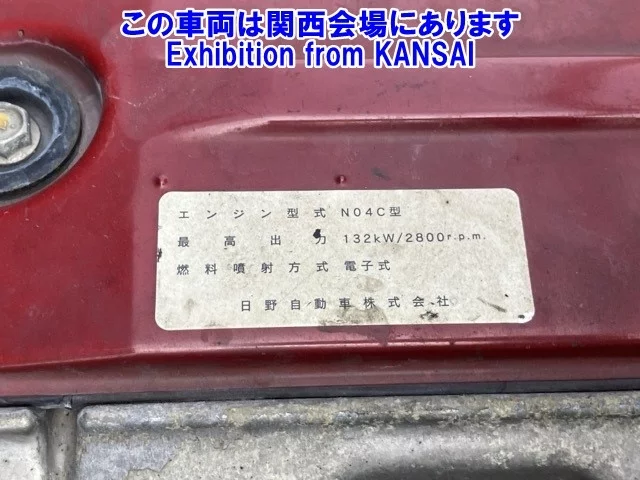 この車両は関西会場にあります
Exhibition from KANSAI
エンジン型式 N04C型
最高出力 132kW/2800r.p.m.
燃料噴射方式 電子式
日野自動車株式会社